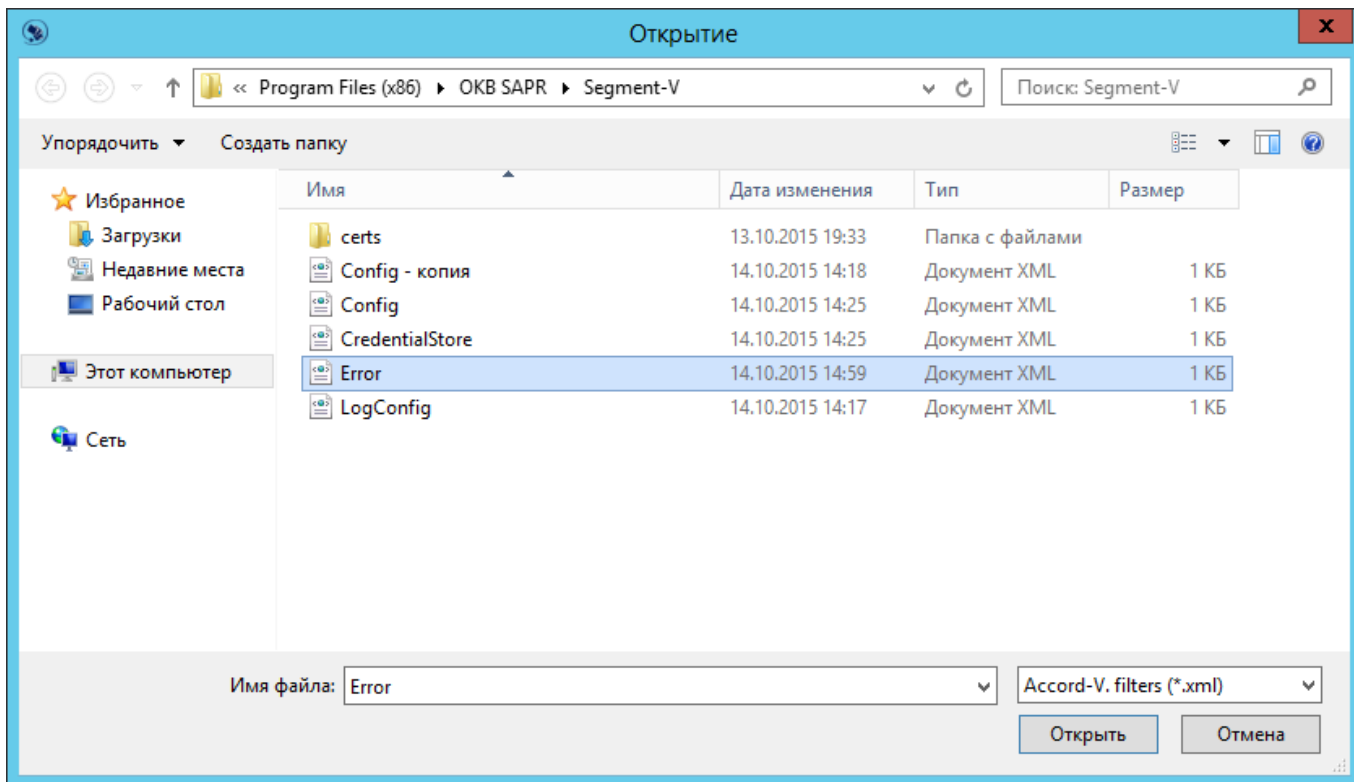 Открытие
x
« Program Files (x86) ▸ OKB SAPR ▸ Segment-V
Поиск: Segment-V
Упорядочить ▼ Создать папку
Избранное
Загрузки
Недавние места
Рабочий стол
Этот компьютер
Сеть
Имя Дата изменения Тип Размер
certs 13.10.2015 19:33 Папка с файлами
Config - копия 14.10.2015 14:18 Документ XML 1 КБ
Config 14.10.2015 14:25 Документ XML 1 КБ
CredentialStore 14.10.2015 14:25 Документ XML 1 КБ
Error 14.10.2015 14:59 Документ XML 1 КБ
LogConfig 14.10.2015 14:17 Документ XML 1 КБ
Имя файла: Error Accord-V. filters (*.xml)
Открыть Отмена